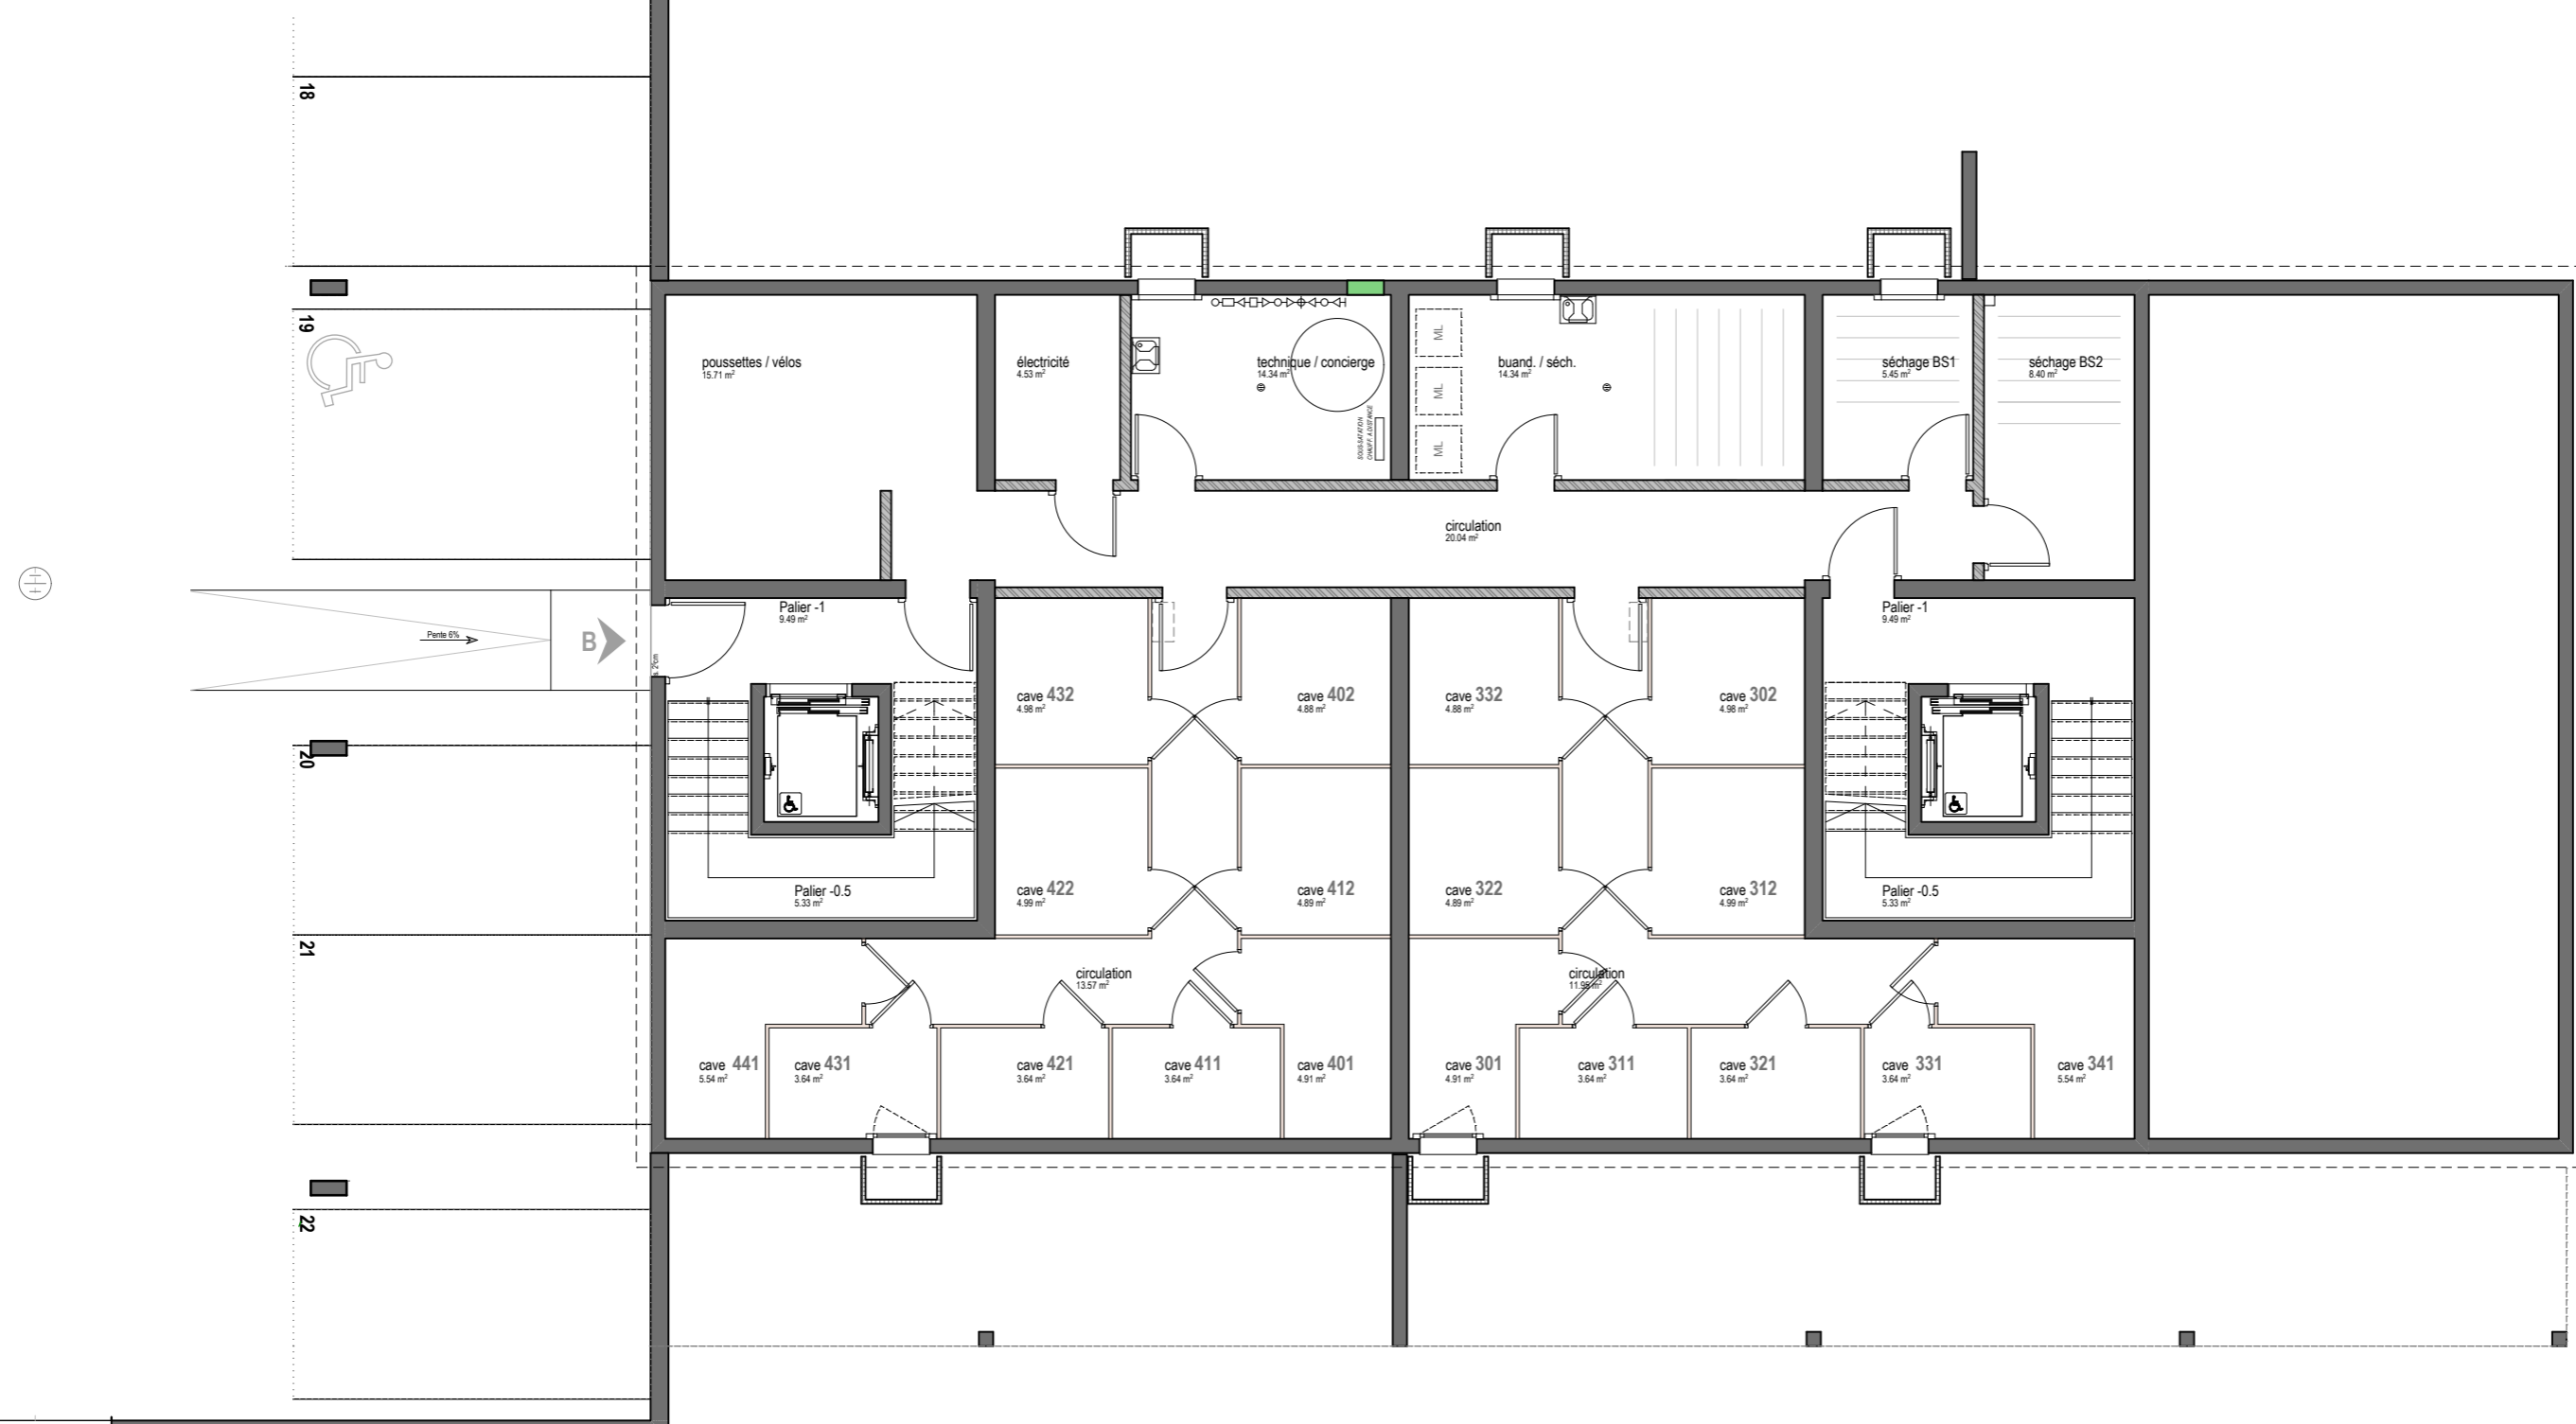 18
19
poussettes / vélos
15.71 m²
électricité
4.53 m²
technique / concierge
14.34 m²
SOUS-STATION
CHAUFF. A DISTANCE
ML
ML
ML
buand. / séch.
14.34 m²
séchage BS1
5.45 m²
séchage BS2
8.40 m²
circulation
20.04 m²
Pente 6%
B
Palier -1
9.49 m²
Palier -1
9.49 m²
cave 432
4.98 m²
cave 402
4.88 m²
cave 332
4.88 m²
cave 302
4.98 m²
20
cave 422
4.99 m²
cave 412
4.89 m²
cave 322
4.89 m²
cave 312
4.99 m²
Palier -0.5
5.33 m²
Palier -0.5
5.33 m²
21
circulation
13.57 m²
circulation
cave 441
5.54 m²
cave 431
3.64 m²
cave 421
3.64 m²
cave 411
3.64 m²
cave 401
4.91 m²
cave 301
4.91 m²
cave 311
3.64 m²
cave 321
3.64 m²
cave 331
3.64 m²
cave 341
5.54 m²
22